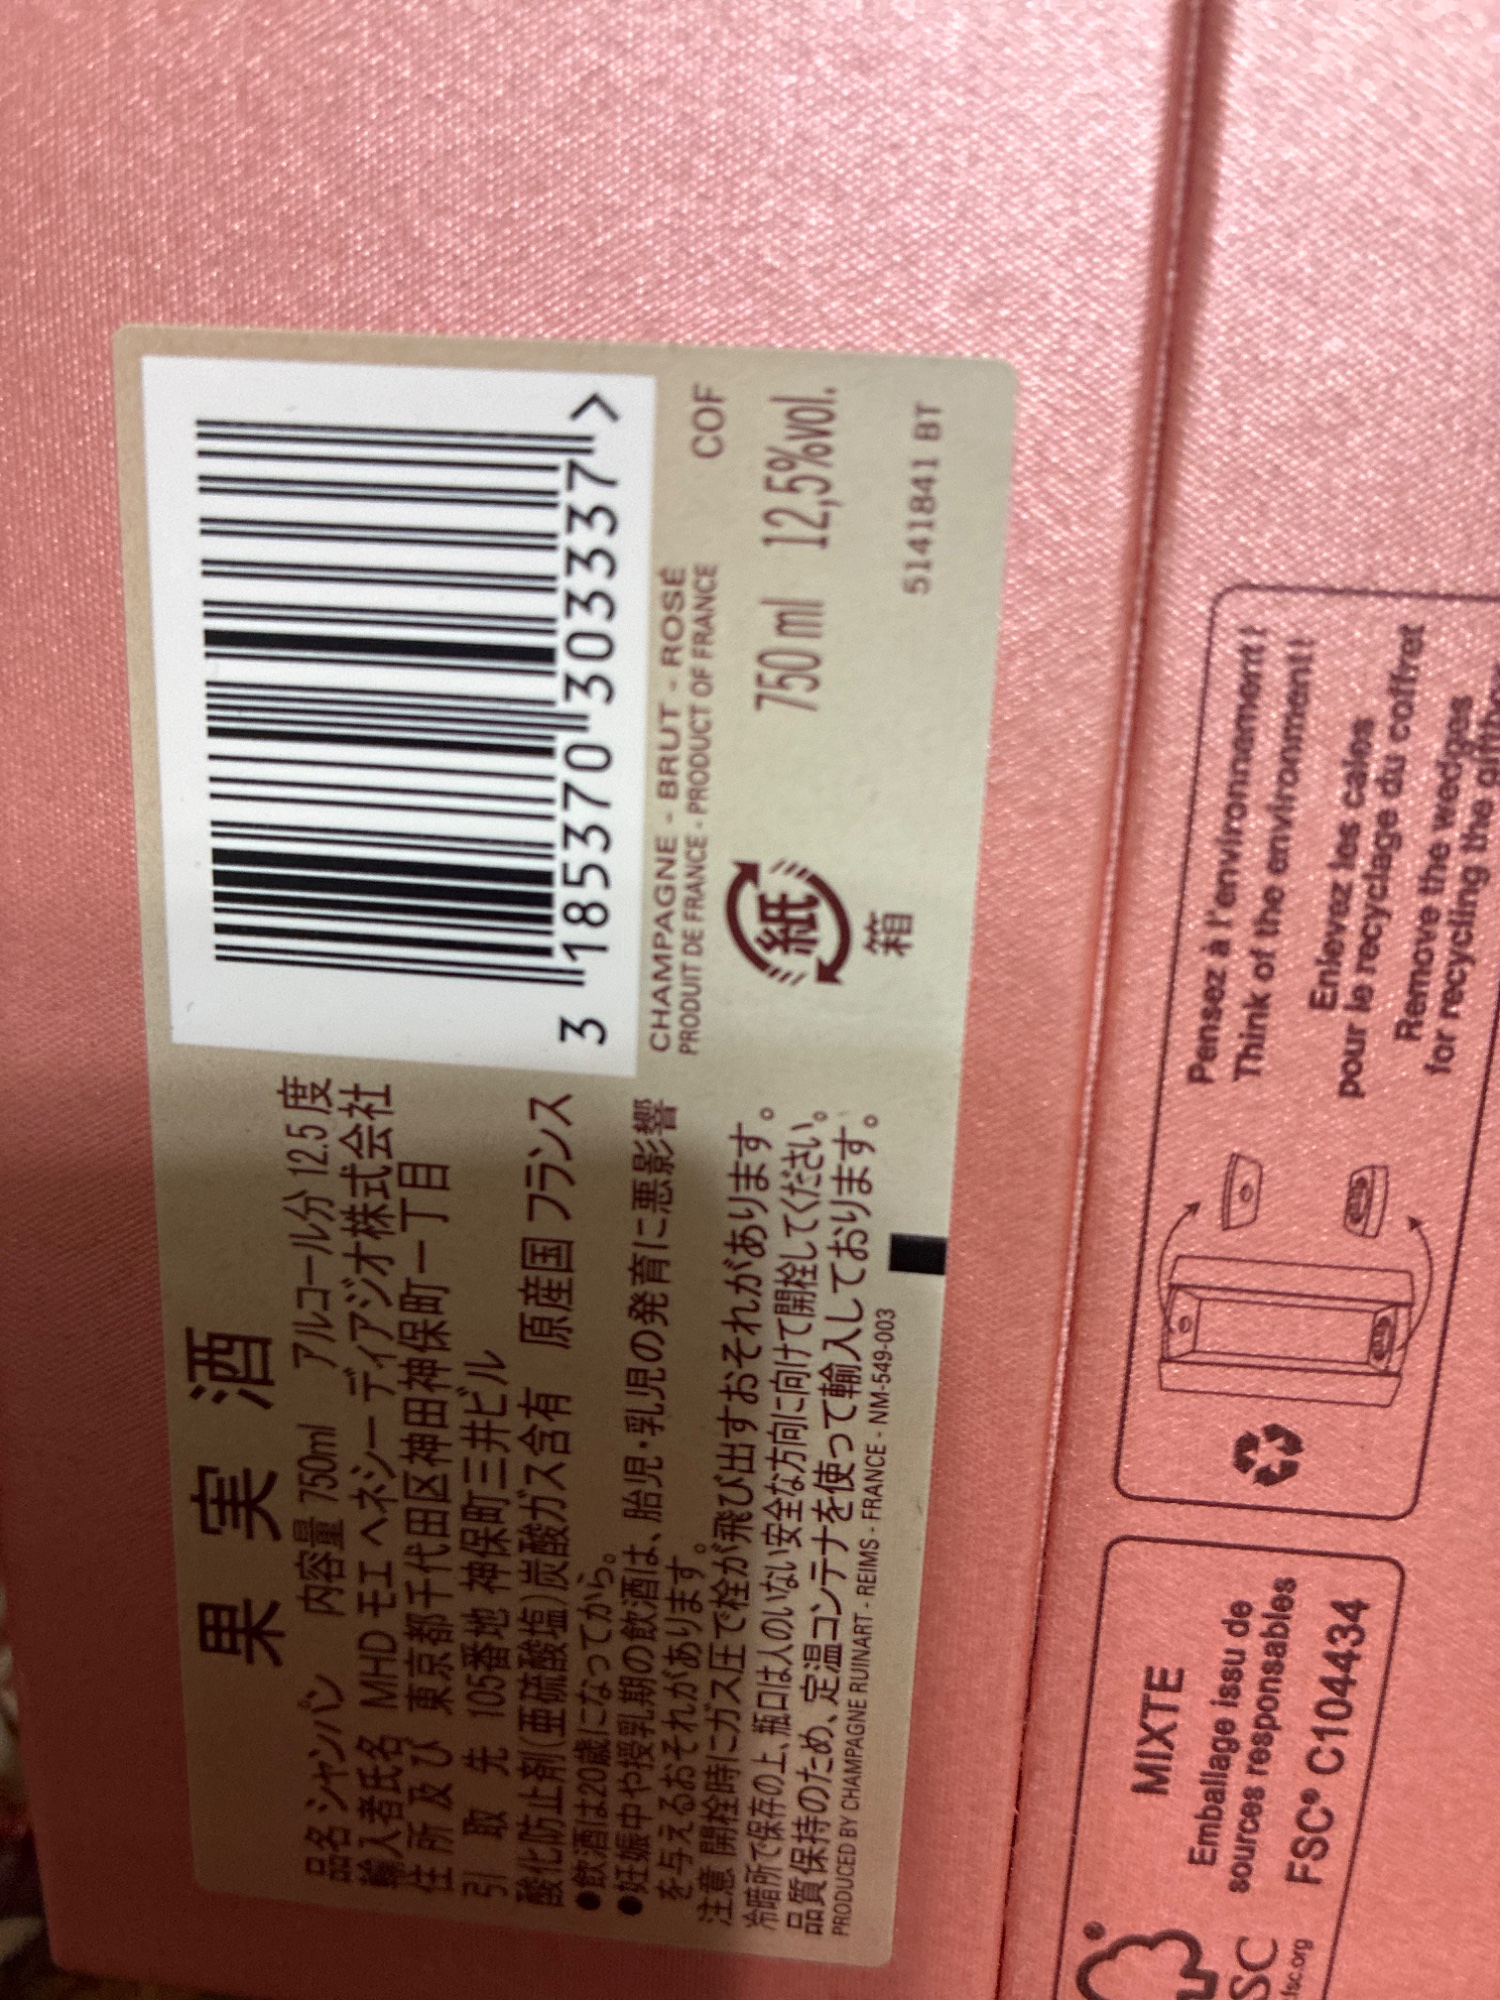 果実酒
品名 シャンパン 内容量 750ml アルコール分 12.5度
輸入者氏名 MHD モエ ヘネシー ディアジオ株式会社
住所及び 東京都千代田区神田神保町一丁目
引取先 105番地 神保町三井ビル
酸化防止剤(亜硫酸塩)炭酸ガス含有 原産国 フランス
●飲酒は20歳になってから。
●妊娠中や授乳期の飲酒は、胎児・乳児の発育に悪影響
を与えるおそれがあります。
注意 開栓時にガス圧で栓が飛び出すおそれがあります。
冷暗所で保存の上、瓶口は人のいない安全な方向に向けて開栓してください。
品質保持のため、定温コンテナを使って輸入しております。
PRODUCED BY CHAMPAGNE RUINART - REIMS - FRANCE - NM-549-003
3 185370 303337 >
CHAMPAGNE - BRUT - ROSÉ COF
PRODUIT DE FRANCE - PRODUCT OF FRANCE
紙
箱
750 ml 12,5%vol.
5141841 BT
MIXTE
Emballage issu de
sources responsables
FSC® C104434
®
SC
fsc.org
Pensez à l'environnement !
Think of the environment!
Enlevez les cales
pour le recyclage du coffret
Remove the wedges
for recycling the giftbox